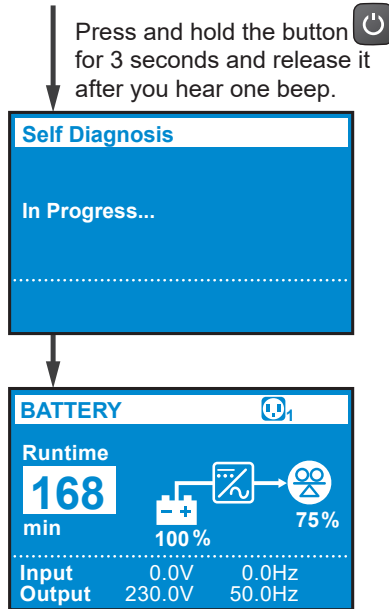 Press and hold the button
for 3 seconds and release it
after you hear one beep.
Self Diagnosis
In Progress...
BATTERY 1
Runtime
168
min
100%
75%
Input 0.0V 0.0Hz
Output 230.0V 50.0Hz